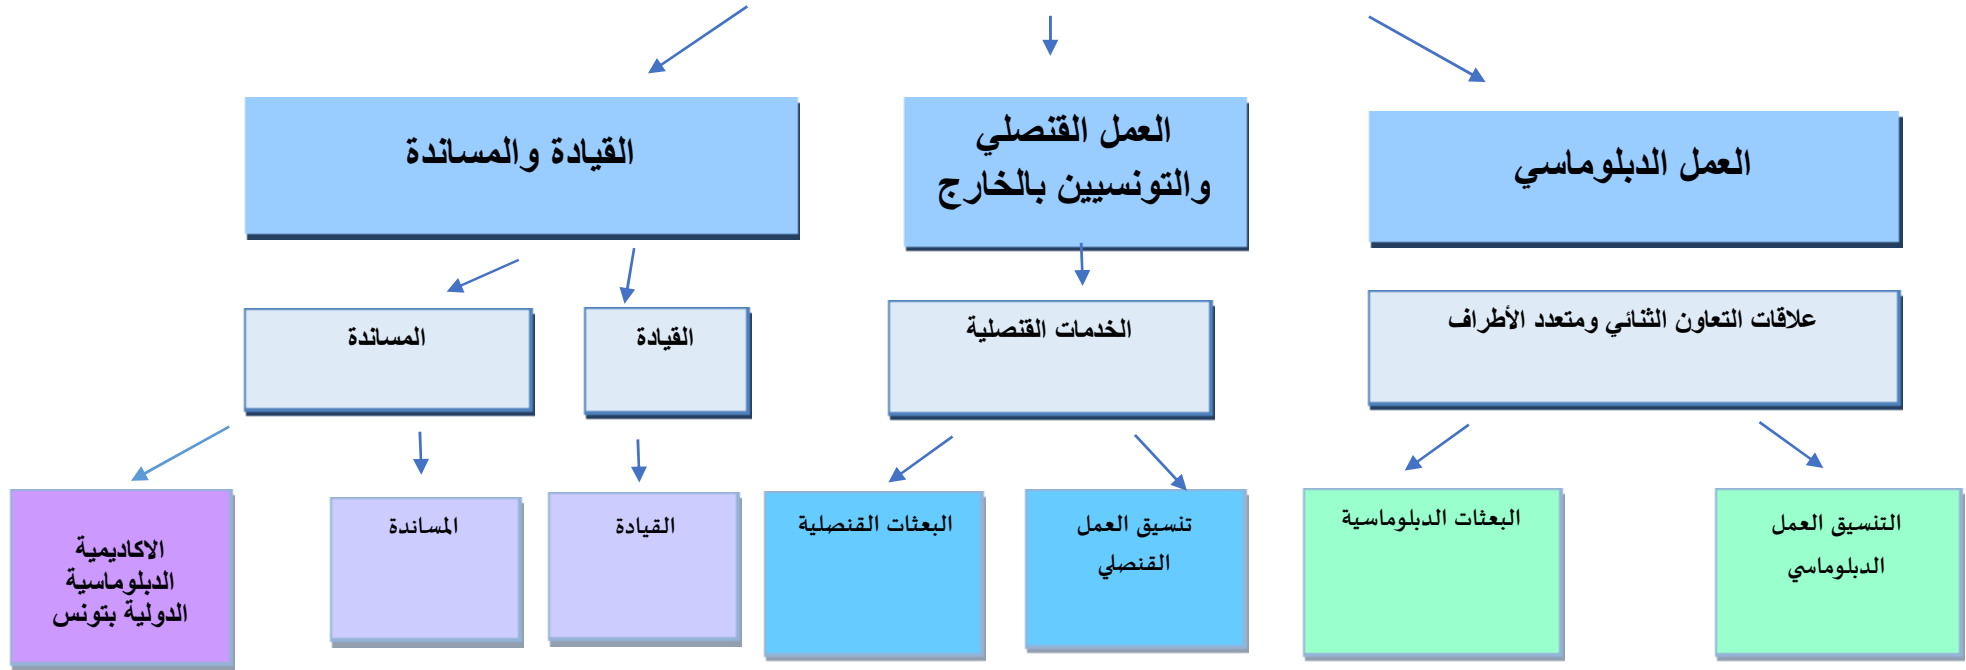 العمل الدبلوماسي
العمل القنصلي
والتونسيين بالخارج
القيادة والمساندة
علاقات التعاون الثنائي ومتعدد الأطراف
الخدمات القنصلية
القيادة
المساندة
التنسيق العمل
الدبلوماسي
البعثات الدبلوماسية
تنسيق العمل
القنصلي
البعثات القنصلية
القيادة
المساندة
الاكاديمية
الدبلوماسية
الدولية بتونس